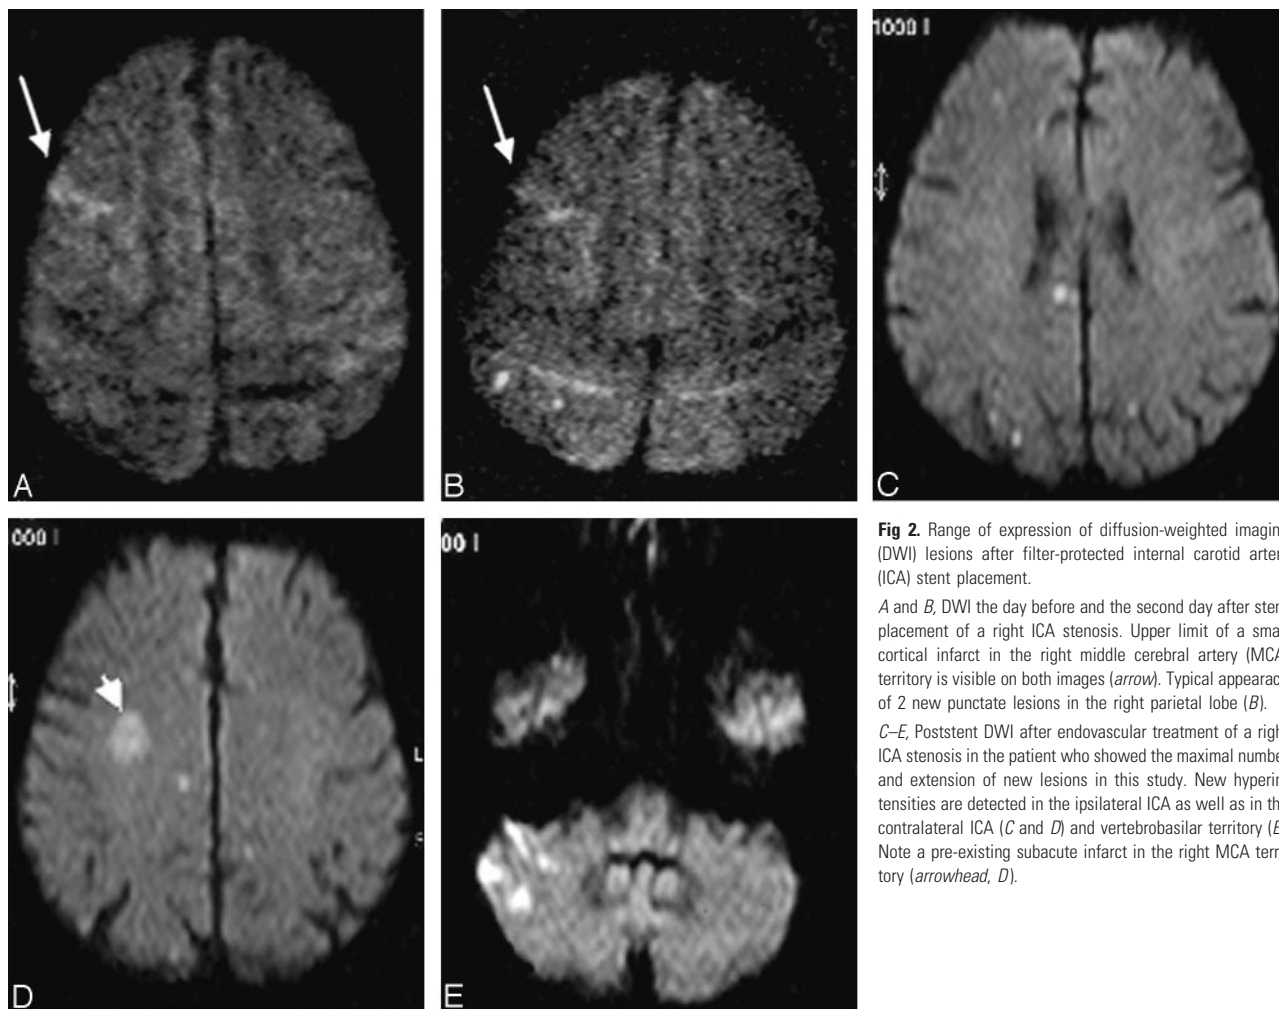 A
B
1000 I
C
000 I
L
S
D
00 I
E
Fig 2. Range of expression of diffusion-weighted imagin
(DWI) lesions after filter-protected internal carotid arter
(ICA) stent placement.
A and B, DWI the day before and the second day after sten
placement of a right ICA stenosis. Upper limit of a sma
cortical infarct in the right middle cerebral artery (MCA
territory is visible on both images (arrow). Typical appearac
of 2 new punctate lesions in the right parietal lobe (B).
C–E, Poststent DWI after endovascular treatment of a righ
ICA stenosis in the patient who showed the maximal numbe
and extension of new lesions in this study. New hyperin
tensities are detected in the ipsilateral ICA as well as in th
contralateral ICA (C and D) and vertebrobasilar territory (E
Note a pre-existing subacute infarct in the right MCA terr
tory (arrowhead, D).